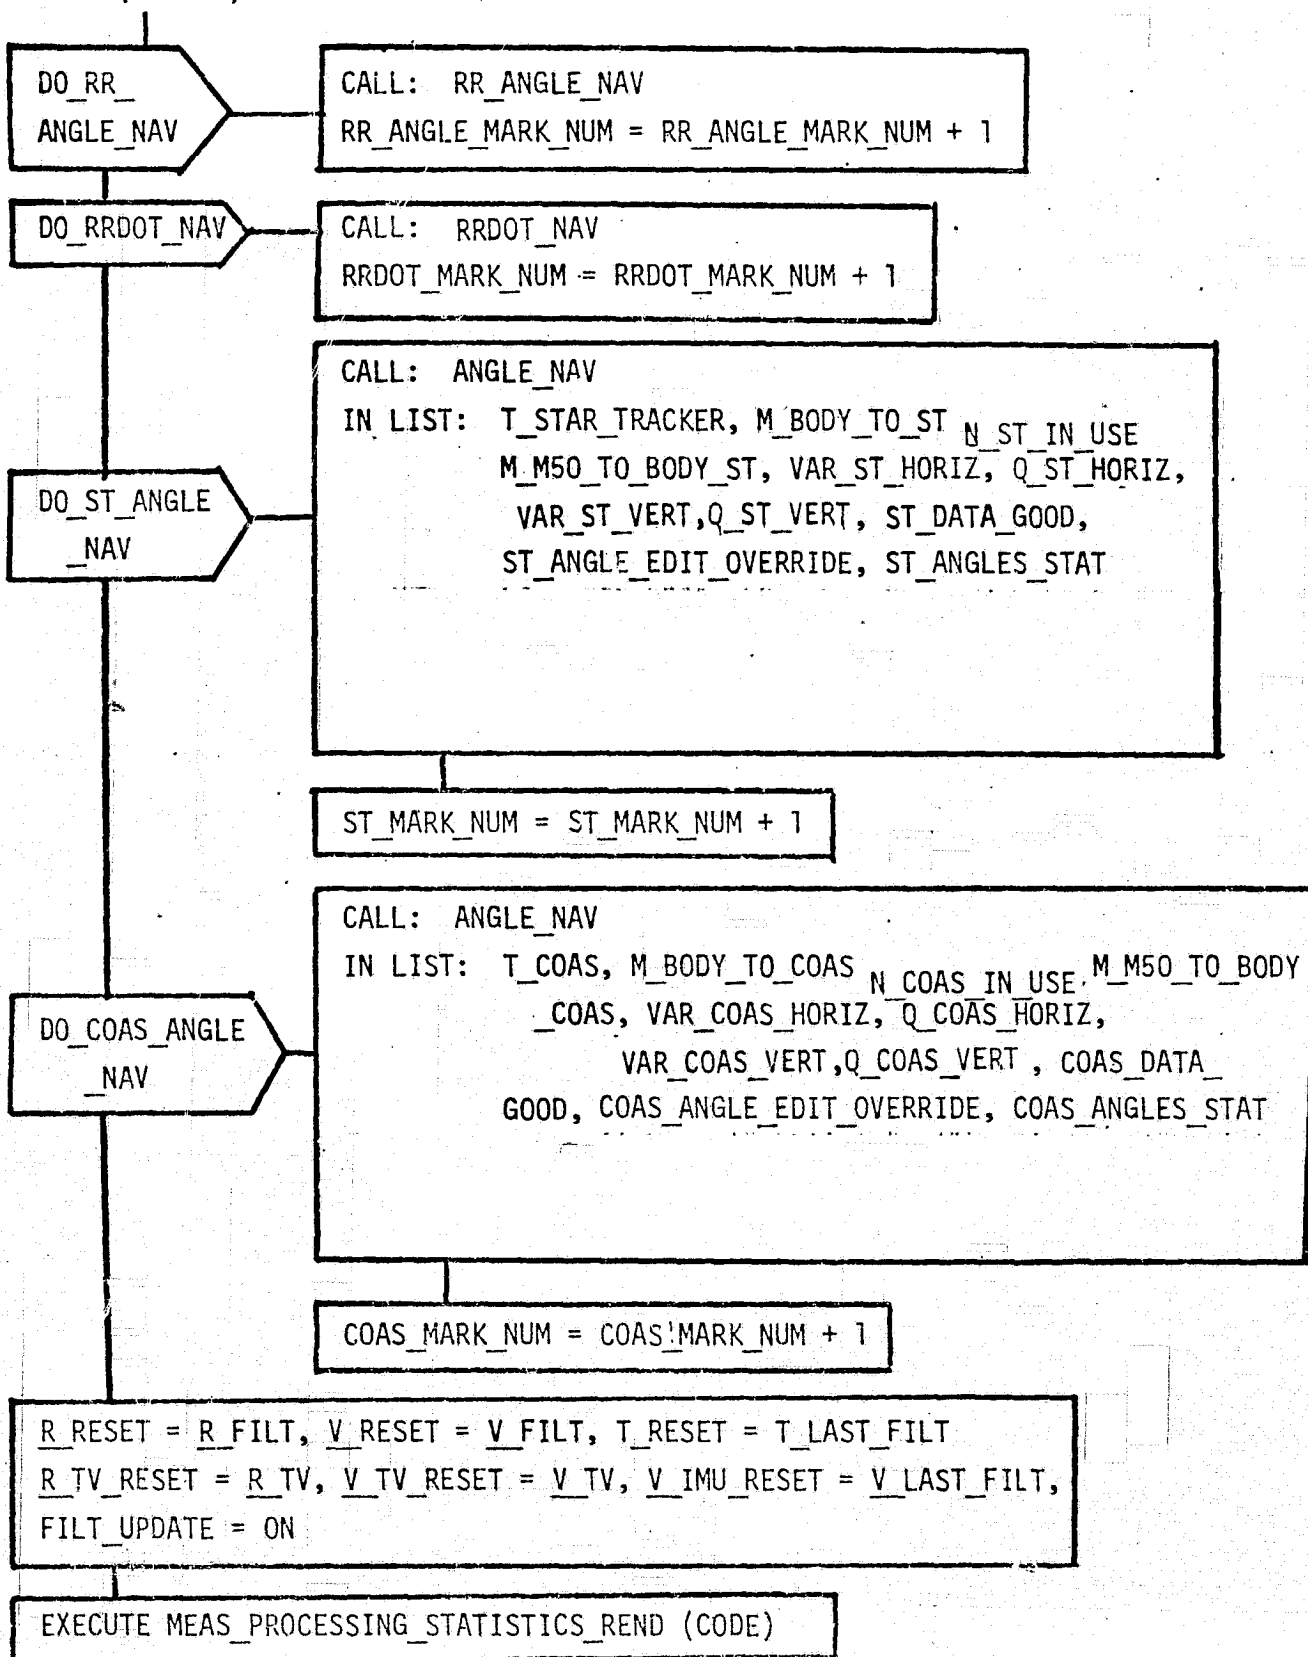 DO_RR_
ANGLE_NAV
CALL: RR_ANGLE_NAV
RR_ANGLE_MARK_NUM = RR_ANGLE_MARK_NUM + 1
DO_RRDOT_NAV
CALL: RRDOT_NAV
RRDOT_MARK_NUM = RRDOT_MARK_NUM + 1
DO_ST_ANGLE
_NAV
CALL: ANGLE_NAV
IN LIST: T_STAR_TRACKER, M_BODY_TO_ST N_ST_IN_USE
M_M50_TO_BODY_ST, VAR_ST_HORIZ, Q_ST_HORIZ,
VAR_ST_VERT,Q_ST_VERT, ST_DATA_GOOD,
ST_ANGLE_EDIT_OVERRIDE, ST_ANGLES_STAT
ST_MARK_NUM = ST_MARK_NUM + 1
DO_COAS_ANGLE
_NAV
CALL: ANGLE_NAV
IN LIST: T_COAS, M_BODY_TO_COAS N_COAS_IN_USE, M_M50_TO_BODY
_COAS, VAR_COAS_HORIZ, Q_COAS_HORIZ,
VAR_COAS_VERT,Q_COAS_VERT , COAS_DATA_
GOOD, COAS_ANGLE_EDIT_OVERRIDE, COAS_ANGLES_STAT
COAS_MARK_NUM = COAS_MARK_NUM + 1
R_RESET = R_FILT, V_RESET = V_FILT, T_RESET = T_LAST_FILT
R_TV_RESET = R_TV, V_TV_RESET = V_TV, V_IMU_RESET = V_LAST_FILT,
FILT_UPDATE = ON
EXECUTE MEAS_PROCESSING_STATISTICS_REND (CODE)